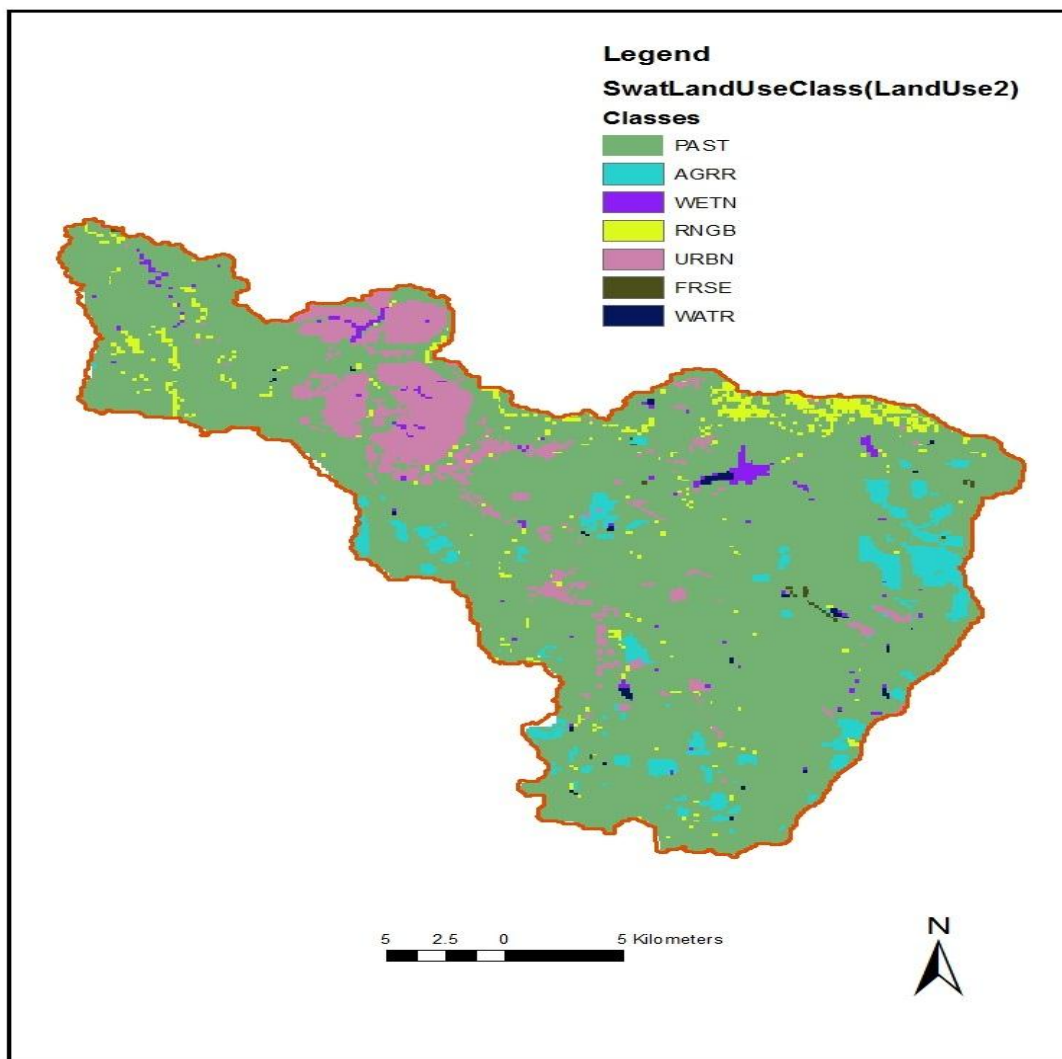 Legend
SwatLandUseClass(LandUse2)
Classes
PAST
AGRR
WETN
RNGB
URBN
FRSE
WATR
5 2.5 0 5 Kilometers
N